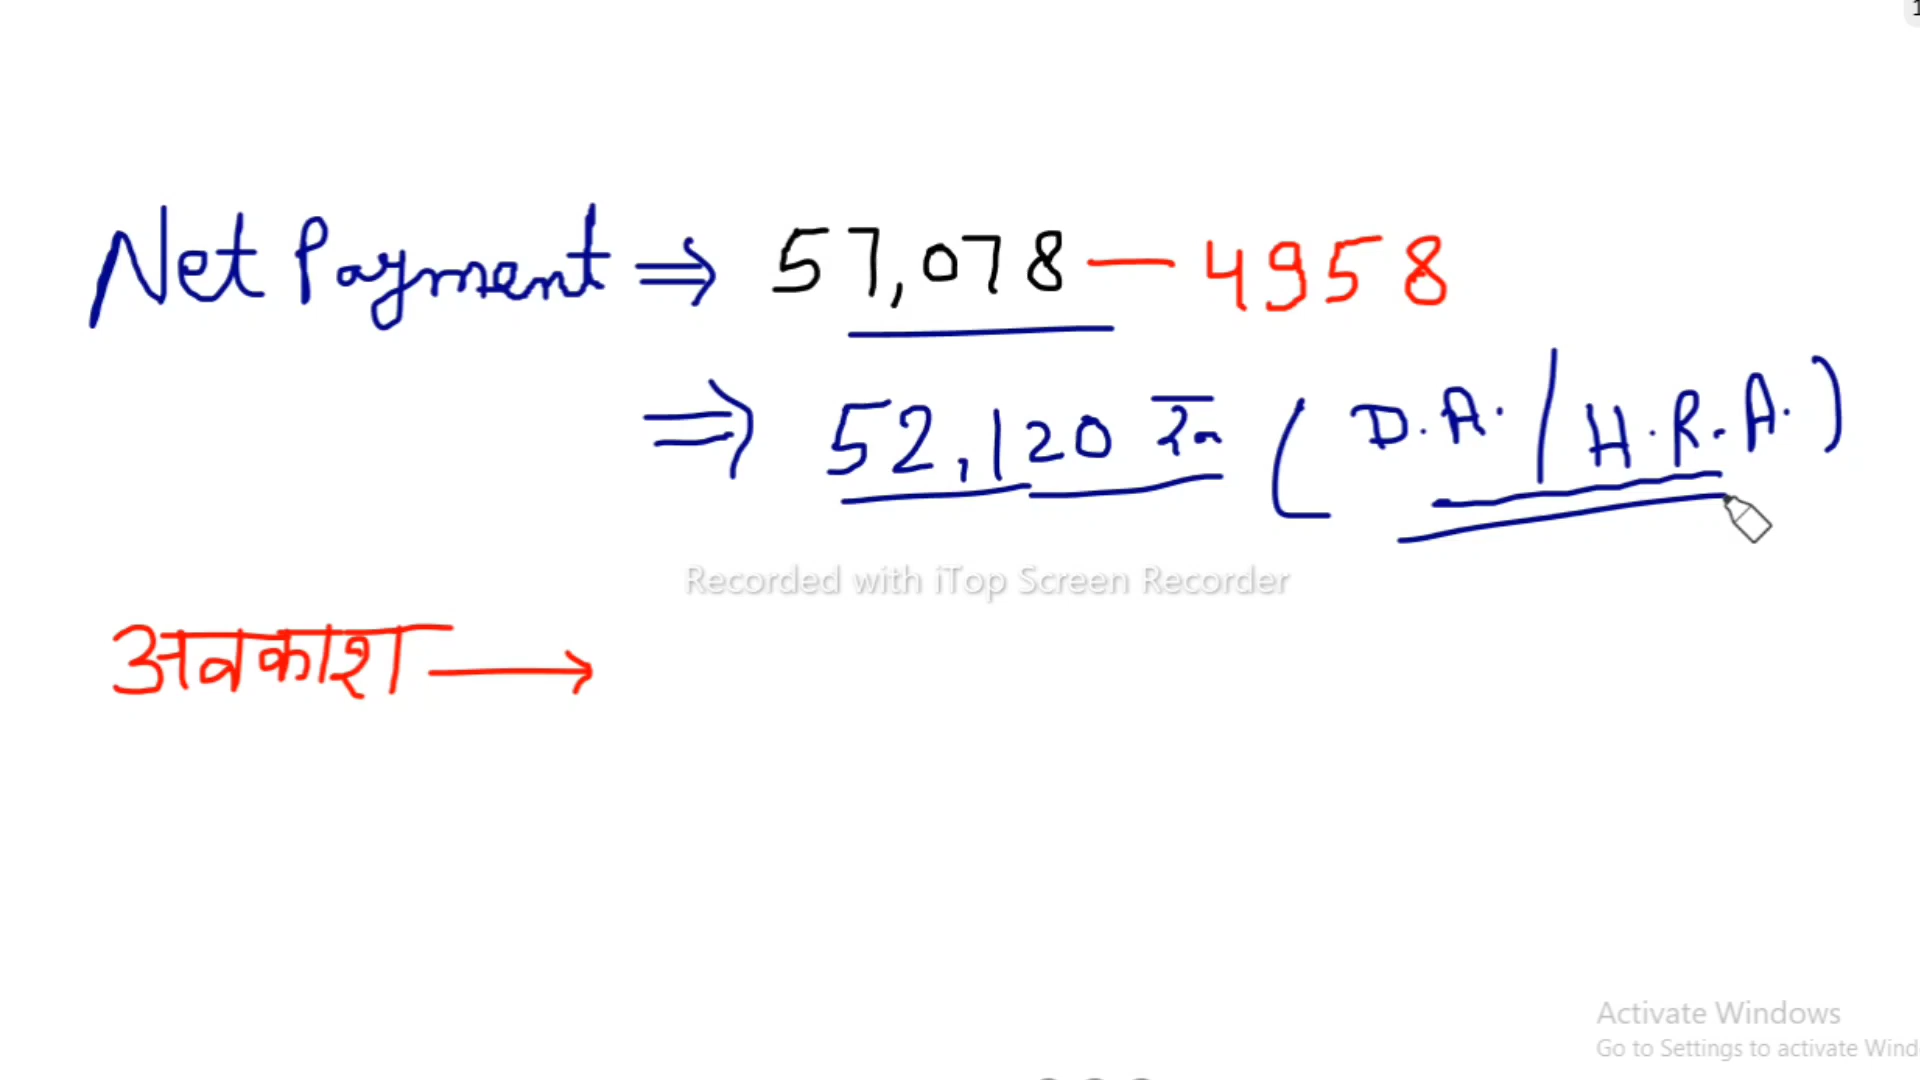 Net Payment ⇒ 57,078 — 4958
⇒ 52,120 रू (D.A. / H.R.A.)
Recorded with iTop Screen Recorder
अवकाश →
Activate Windows
Go to Settings to activate Wind